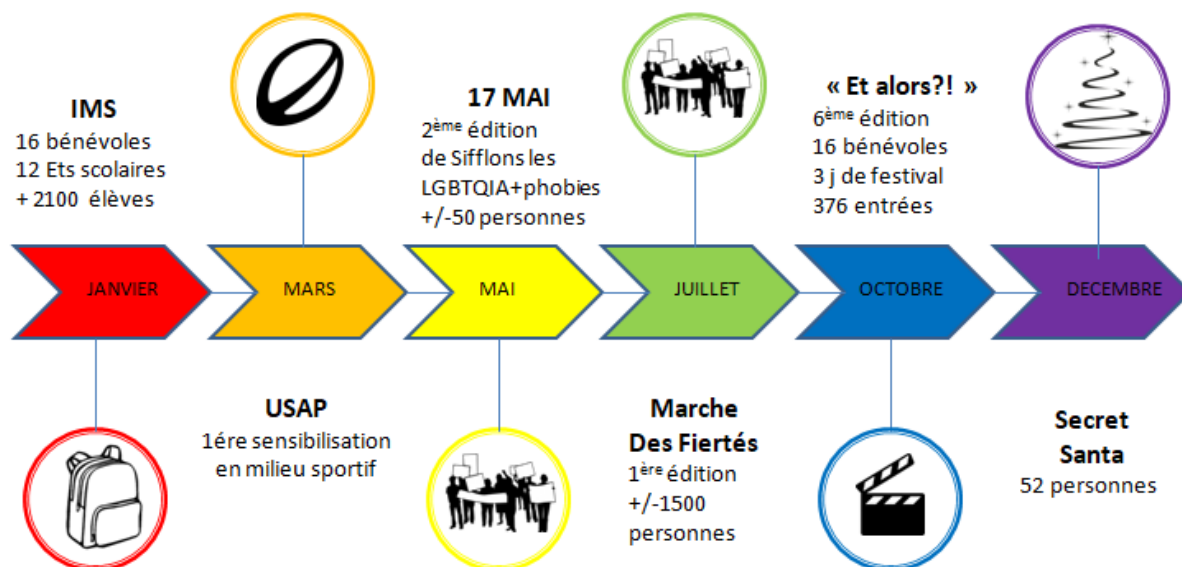 IMS
16 bénévoles
12 Ets scolaires
+ 2100 élèves
17 MAI
2ème édition
de Sifflons les
LGBTQIA+phobies
+/-50 personnes
« Et alors?! »
6ème édition
16 bénévoles
3 j de festival
376 entrées
JANVIER
MARS
MAI
JUILLET
OCTOBRE
DECEMBRE
USAP
1ére sensibilisation
en milieu sportif
Marche
Des Fiertés
1ère édition
+/-1500
personnes
Secret
Santa
52 personnes